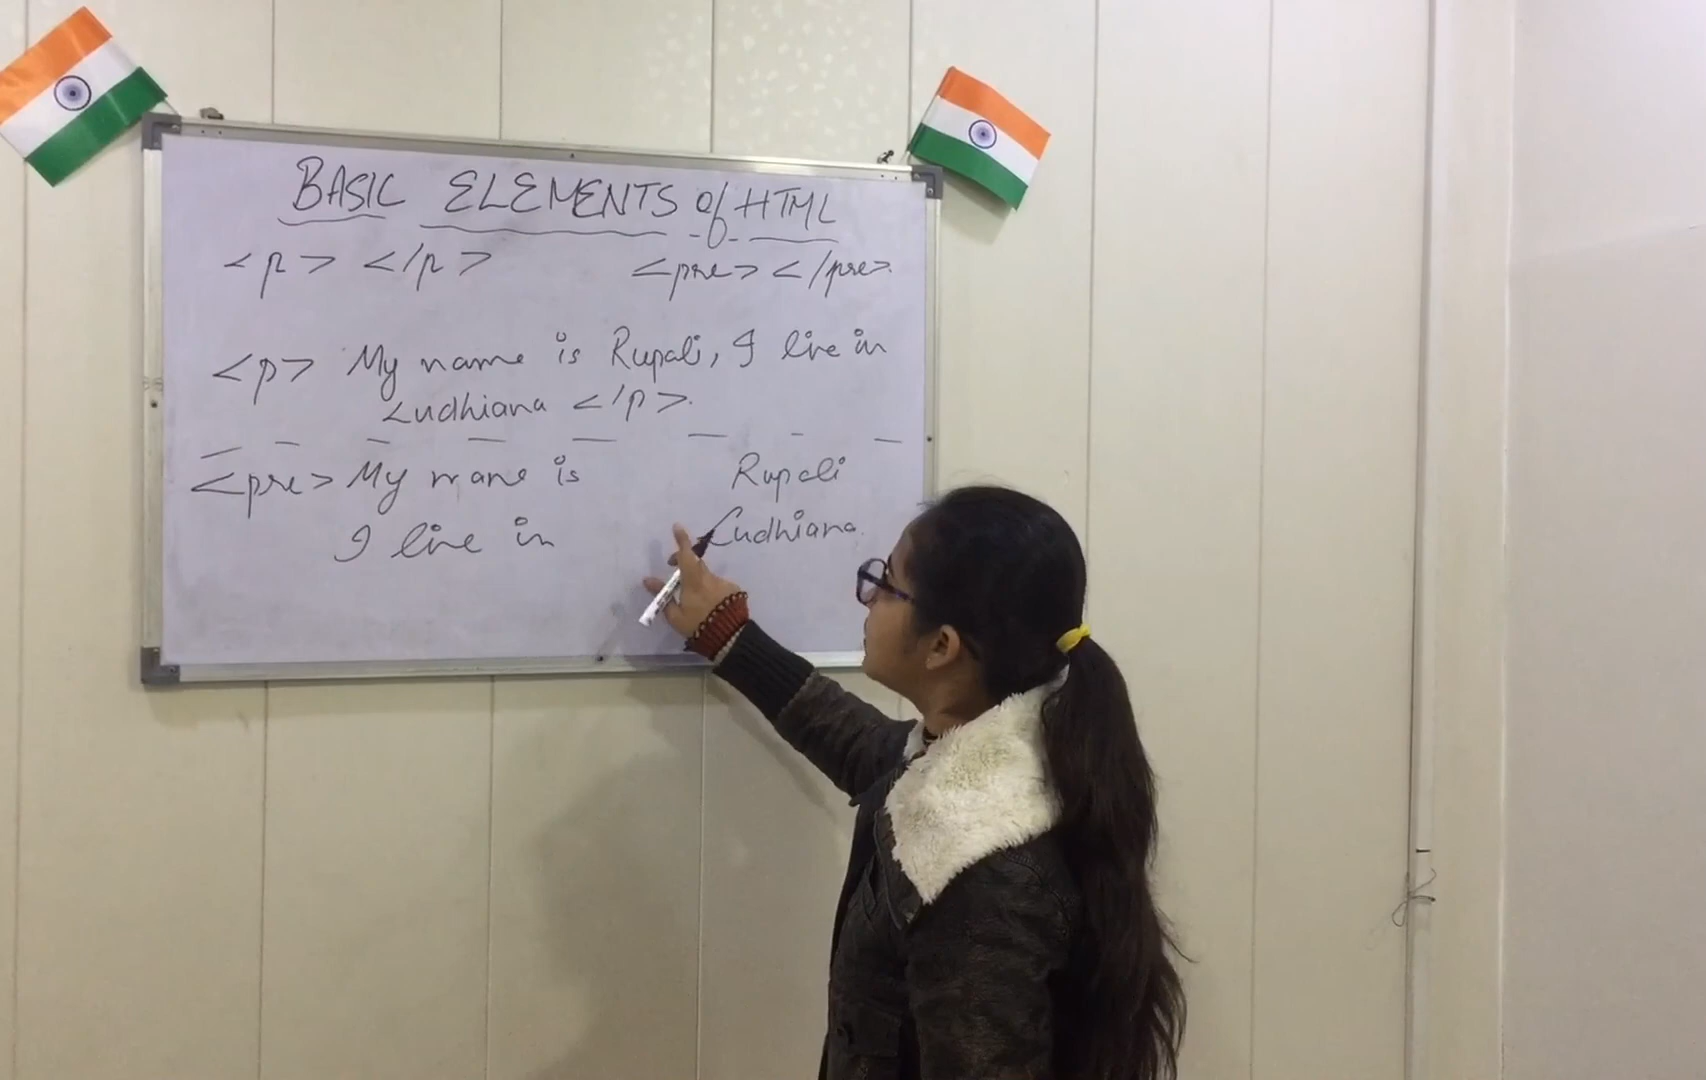 BASIC ELEMENTS of HTML
<p> </p> <pre> </pre>
<p> My name is Rupali, I live in
Ludhiana </p>.
<pre> My name is Rupali
I live in Ludhiana.